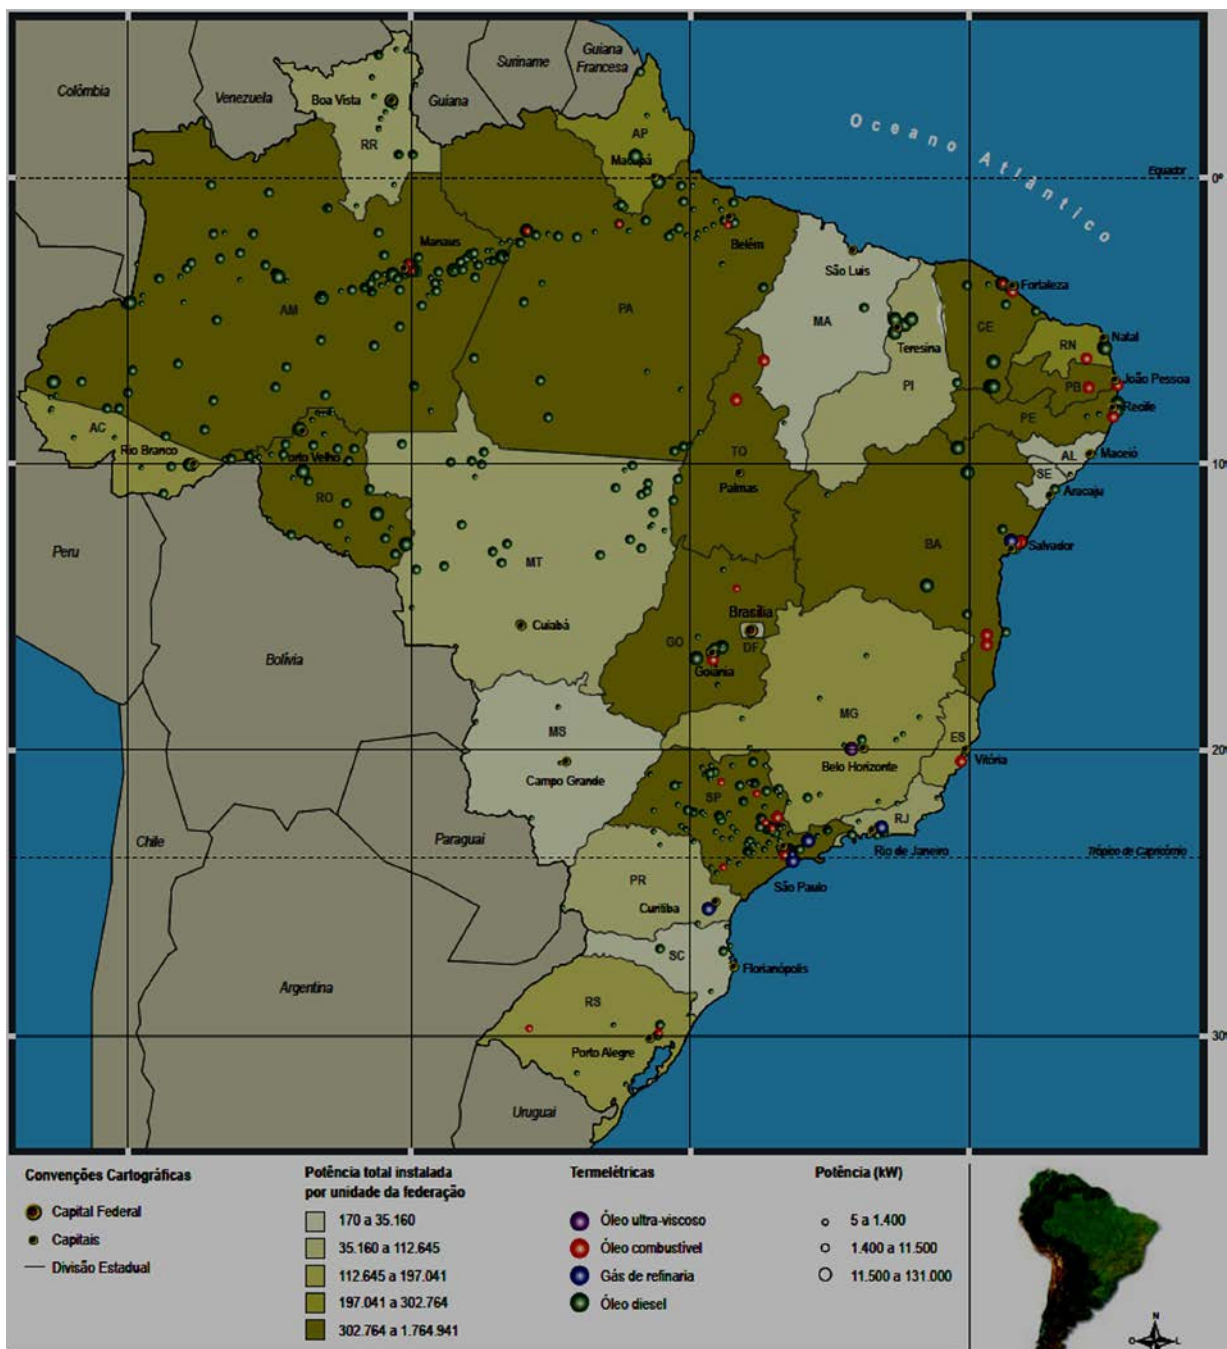 Colômbia
Venezuela
Suriname
Guiana
Francesa
Guiana
Boa Vista
RR
AP
Macapá
Oceano Atlântico
Equador
0º
Manaus
Belém
São Luis
Fortaleza
AM
PA
MA
CE
Teresina
RN
Natal
PI
PB
João Pessoa
PE
Recife
AC
Rio Branco
Porto Velho
TO
AL
Maceió
10º
RO
Palmas
SE
Aracaju
Peru
MT
BA
Salvador
Cuiabá
Brasília
GO
DF
Goiânia
Bolívia
MS
MG
ES
20º
Campo Grande
Belo Horizonte
Vitória
SP
RJ
Chile
Paraguai
Rio de Janeiro
Trópico de Capricórnio
PR
São Paulo
Curitiba
SC
Florianópolis
Argentina
RS
Porto Alegre
30º
Uruguai
Convenções Cartográficas
Capital Federal
Capitais
Divisão Estadual
Potência total instalada
por unidade da federação
170 a 35.160
35.160 a 112.645
112.645 a 197.041
197.041 a 302.764
302.764 a 1.764.941
Termelétricas
Óleo ultra-viscoso
Óleo combustível
Gás de refinaria
Óleo diesel
Potência (kW)
5 a 1.400
1.400 a 11.500
11.500 a 131.000
N
O
L